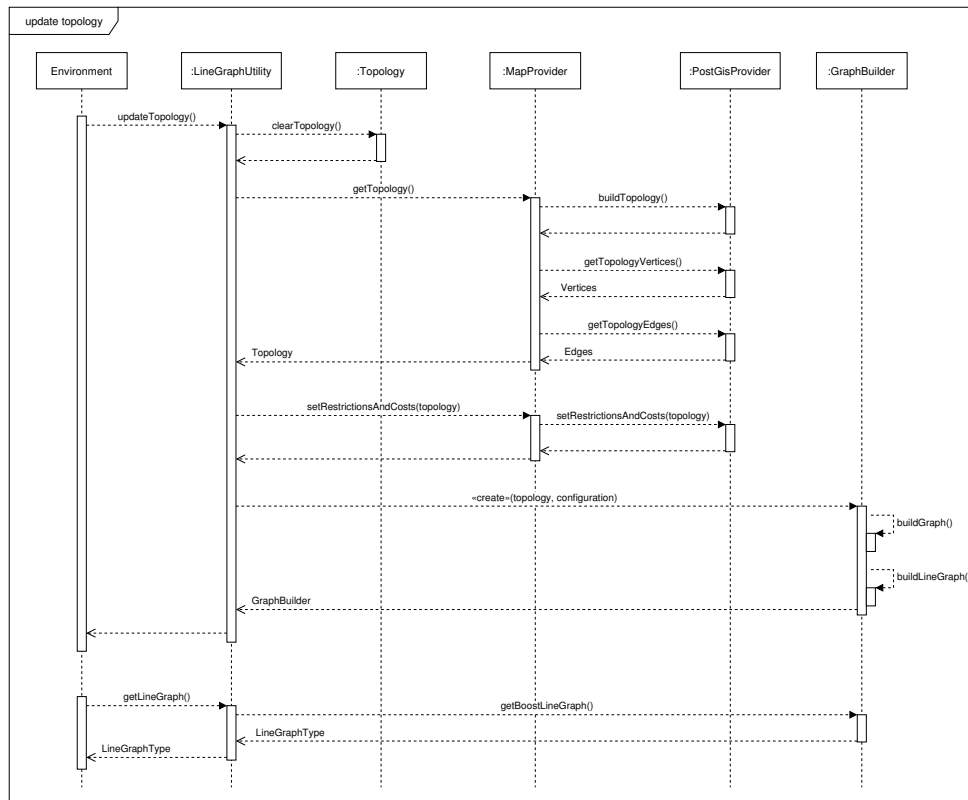 update topology
Environment
:LineGraphUtility
:Topology
:MapProvider
:PostGisProvider
:GraphBuilder
updateTopology()
clearTopology()
getTopology()
buildTopology()
getTopologyVertices()
Vertices
getTopologyEdges()
Edges
Topology
setRestrictionsAndCosts(topology)
setRestrictionsAndCosts(topology)
«create»(topology, configuration)
buildGraph()
buildLineGraph(
GraphBuilder
getLineGraph()
getBoostLineGraph()
LineGraphType
LineGraphType